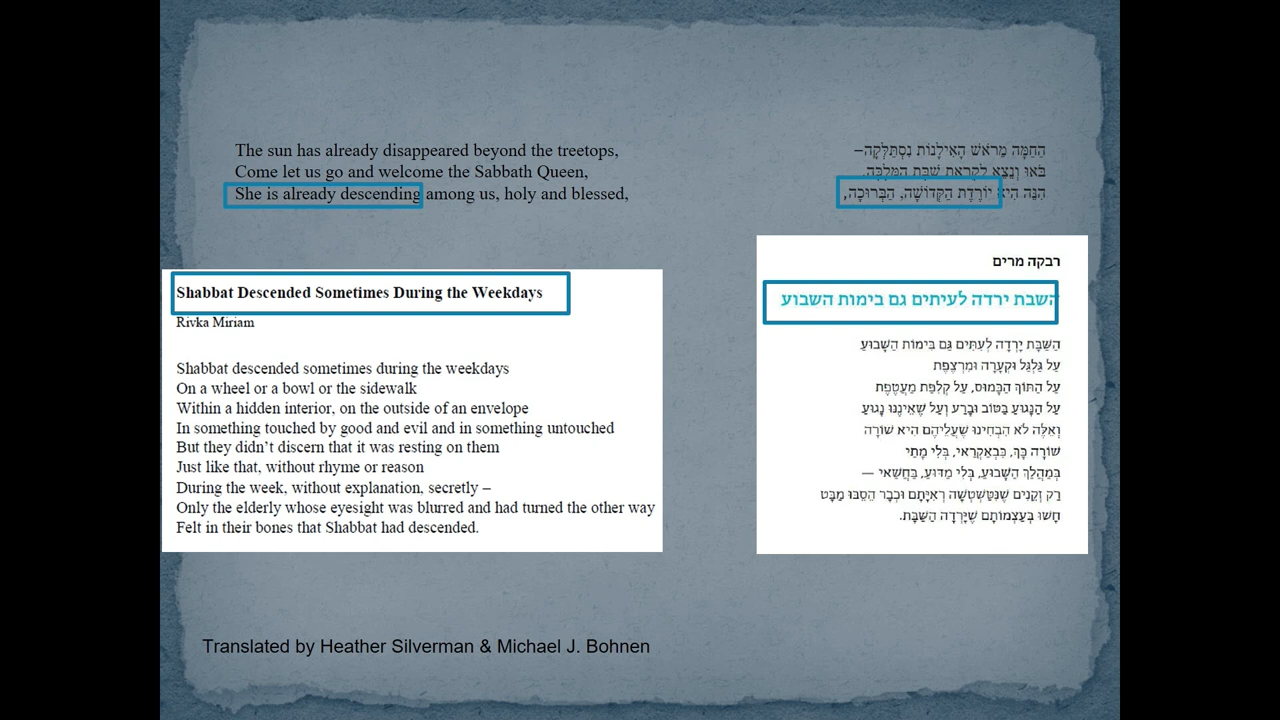 The sun has already disappeared beyond the treetops,
Come let us go and welcome the Sabbath Queen,
She is already descending among us, holy and blessed,
הַחַמָּה מֵרֹאשׁ הָאִילָנוֹת נִסְתַּלְּקָה–
בֹּאוּ וְנֵצֵא לִקְרַאת שַׁבָּת הַמַּלְכָּה.
הִנֵּה הִיא יוֹרֶדֶת הַקְּדוֹשָׁה, הַבְּרוּכָה,
Shabbat Descended Sometimes During the Weekdays
Rivka Miriam
Shabbat descended sometimes during the weekdays
On a wheel or a bowl or the sidewalk
Within a hidden interior, on the outside of an envelope
In something touched by good and evil and in something untouched
But they didn’t discern that it was resting on them
Just like that, without rhyme or reason
During the week, without explanation, secretly –
Only the elderly whose eyesight was blurred and had turned the other way
Felt in their bones that Shabbat had descended.
רבקה מרים
השבת ירדה לעיתים גם בימות השבוע
הַשַּׁבָּת יָרְדָה לְעִתִּים גַּם בִּימוֹת הַשָּׁבוּעַ
עַל גַּלְגַּל וּקְעָרָה וּמִרְצֶפֶת
עַל הַתּוֹךְ הַכָּמוּס, עַל קְלִפַּת מַעֲטֶפֶת
עַל הַנָּגוּעַ בַּטּוֹב וּבָרַע וְעַל שֶׁאֵינֶנּוּ נָגוּעַ
וְאֵלֶּה לֹא הִבְחִינוּ שֶׁעֲלֵיהֶם הִיא שׁוֹרָה
שׁוֹרָה כָּךְ, כִּבְאַקְרַאי, בְּלִי מָתַי
בְּמַהֲלַךְ הַשָּׁבוּעַ, בְּלִי מַדּוּעַ, בַּחֲשַׁאי —
רַק זְקֵנִים שֶׁנִּטַּשְׁטְשָׁה רְאִיָּתָם וּכְבָר הֵסֵבּוּ מַבָּט
חָשׁוּ בְּעַצְמוֹתָם שֶׁיָּרְדָה הַשַּׁבָּת.
Translated by Heather Silverman & Michael J. Bohnen